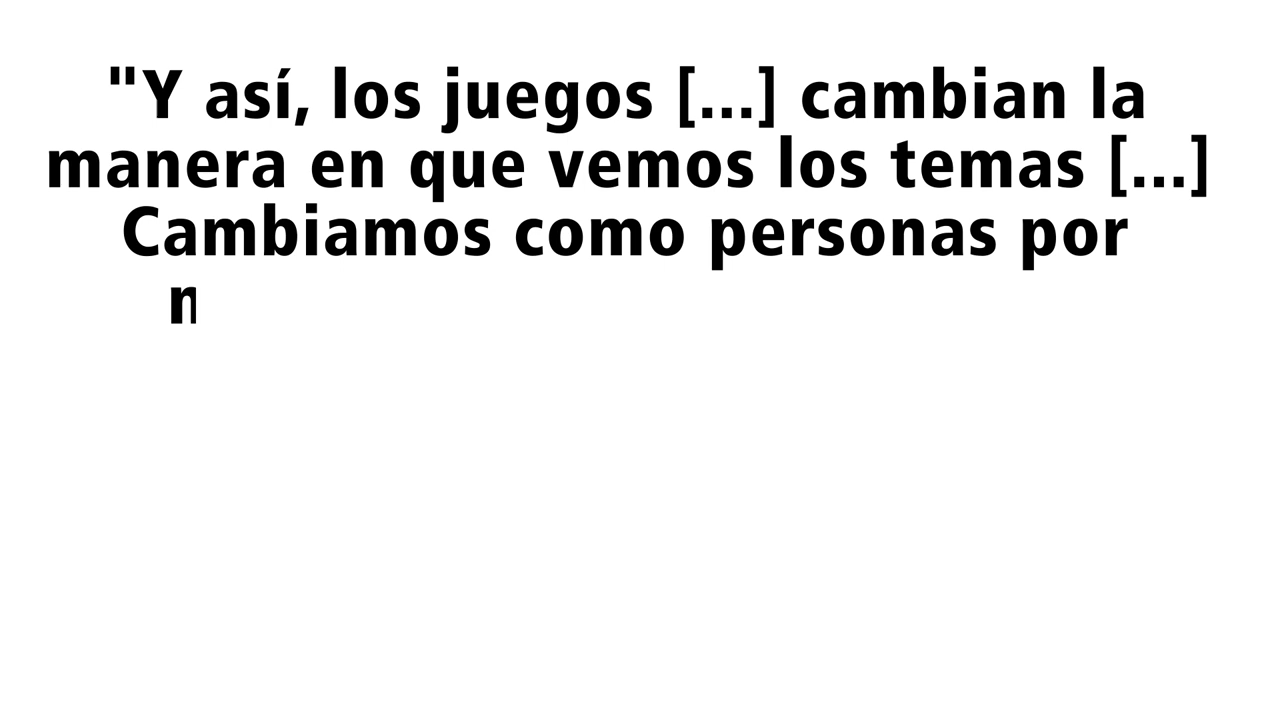 "Y así, los juegos [...] cambian la
manera en que vemos los temas [...]
Cambiamos como personas por